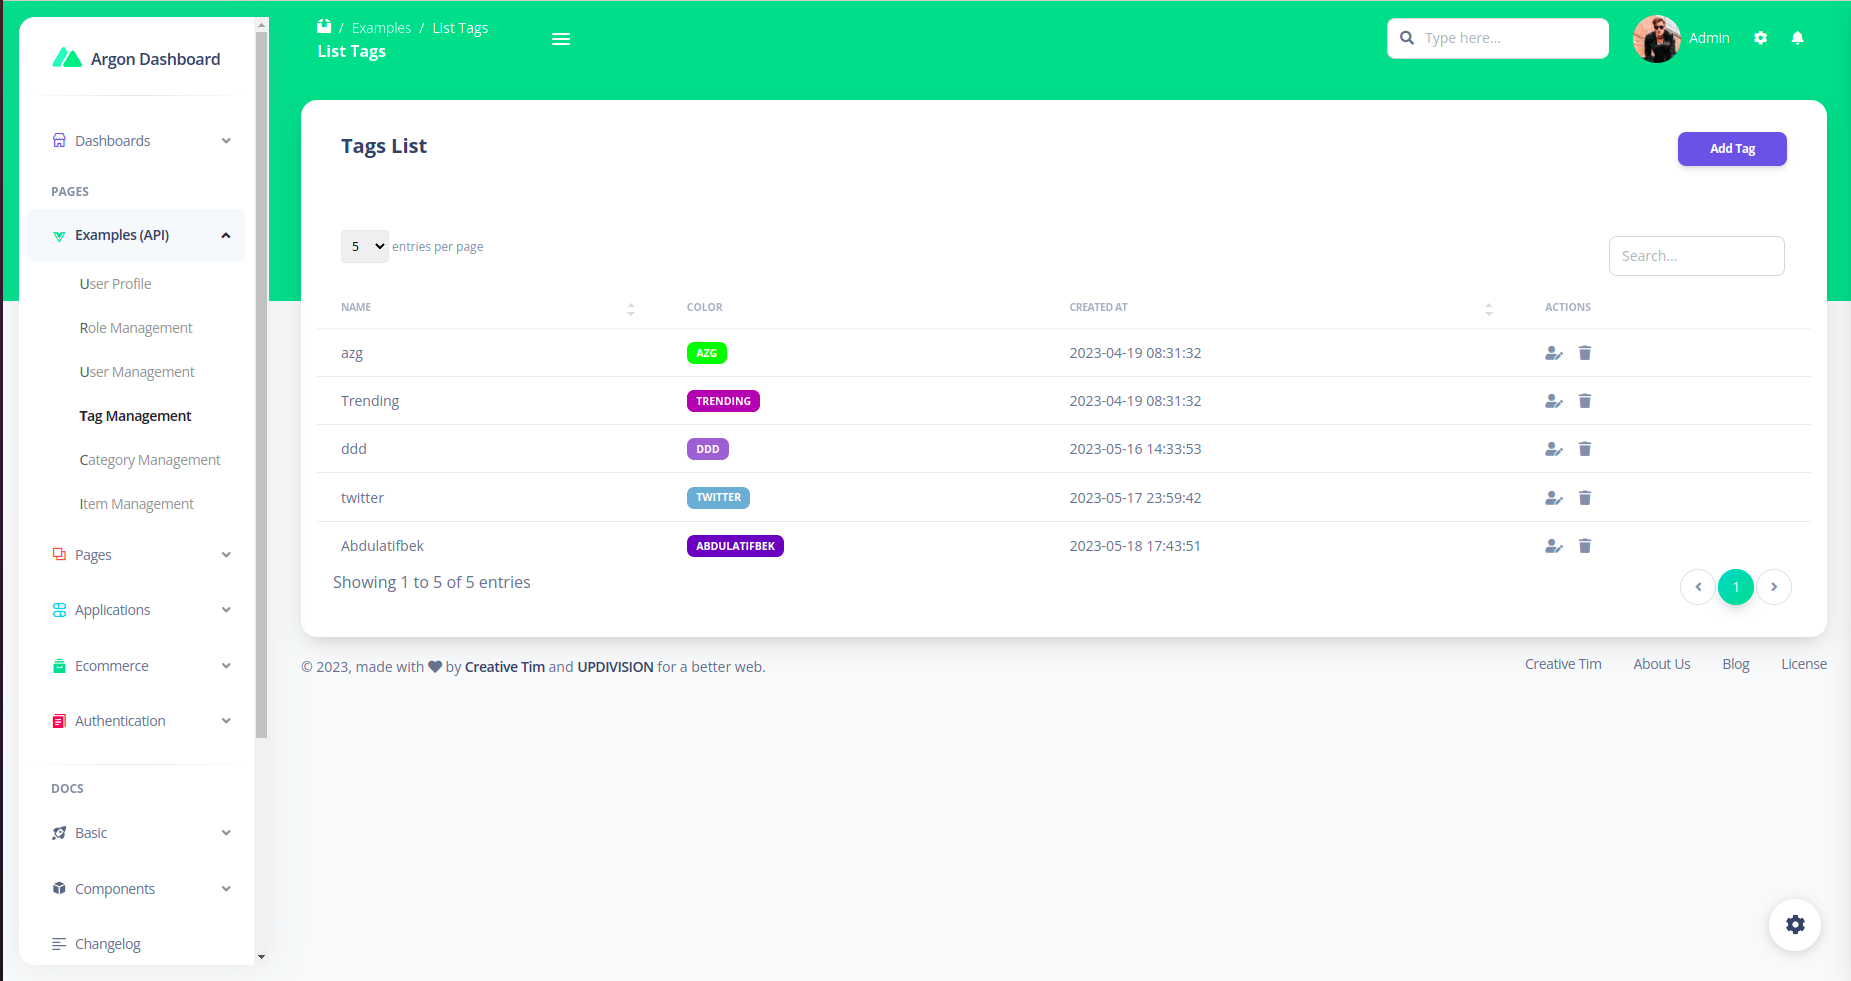 Argon Dashboard
Dashboards
PAGES
Examples (API)
User Profile
Role Management
User Management
Tag Management
Category Management
Item Management
Pages
Applications
Ecommerce
Authentication
DOCS
Basic
Components
Changelog
/ Examples / List Tags
List Tags
Type here...
Admin
Tags List
Add Tag
5 entries per page
Search...
NAME COLOR CREATED AT ACTIONS
azg AZG 2023-04-19 08:31:32
Trending TRENDING 2023-04-19 08:31:32
ddd DDD 2023-05-16 14:33:53
twitter TWITTER 2023-05-17 23:59:42
Abdulatifbek ABDULATIFBEK 2023-05-18 17:43:51
Showing 1 to 5 of 5 entries
1
© 2023, made with by Creative Tim and UPDIVISION for a better web.
Creative Tim About Us Blog License